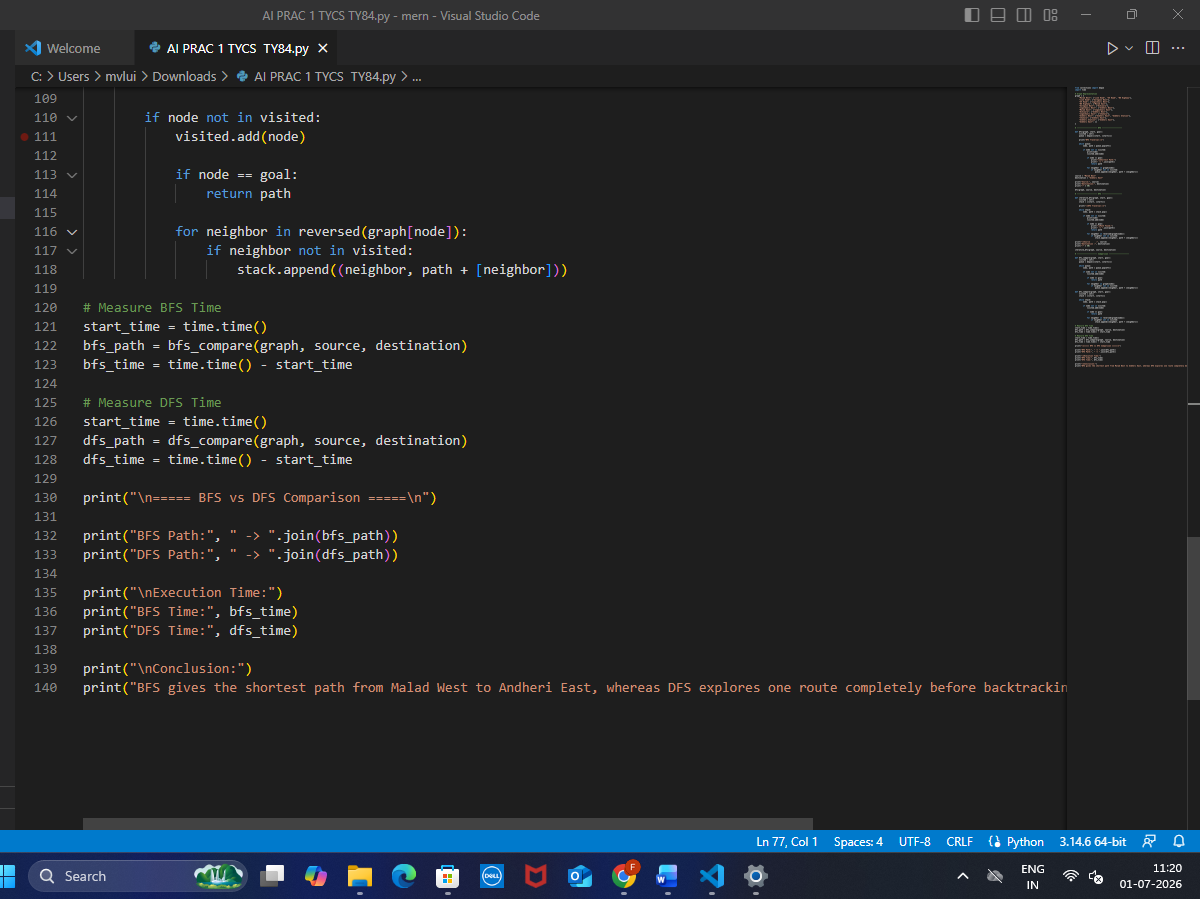 AI PRAC 1 TYCS TY84.py - mern - Visual Studio Code
Welcome
AI PRAC 1 TYCS TY84.py
C: > Users > mvlui > Downloads > AI PRAC 1 TYCS TY84.py > ...
109
110 if node not in visited:
111 visited.add(node)
112
113 if node == goal:
114 return path
115
116 for neighbor in reversed(graph[node]):
117 if neighbor not in visited:
118 stack.append((neighbor, path + [neighbor]))
119
120 # Measure BFS Time
121 start_time = time.time()
122 bfs_path = bfs_compare(graph, source, destination)
123 bfs_time = time.time() - start_time
124
125 # Measure DFS Time
126 start_time = time.time()
127 dfs_path = dfs_compare(graph, source, destination)
128 dfs_time = time.time() - start_time
129
130 print("\n===== BFS vs DFS Comparison =====\n")
131
132 print("BFS Path:", " -> ".join(bfs_path))
133 print("DFS Path:", " -> ".join(dfs_path))
134
135 print("\nExecution Time:")
136 print("BFS Time:", bfs_time)
137 print("DFS Time:", dfs_time)
138
139 print("\nConclusion:")
140 print("BFS gives the shortest path from Malad West to Andheri East, whereas DFS explores one route completely before backtrackin
Ln 77, Col 1 Spaces: 4 UTF-8 CRLF Python 3.14.6 64-bit
Search
DELL
F
ENG
IN
11:20
01-07-2026